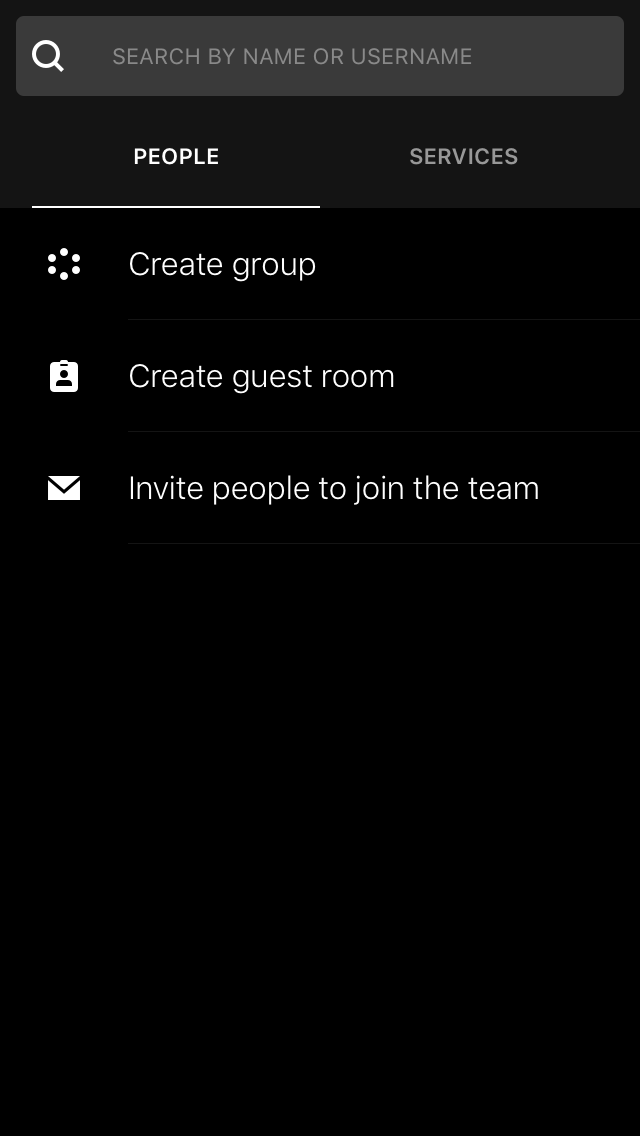 SEARCH BY NAME OR USERNAME
PEOPLE SERVICES
Create group
Create guest room
Invite people to join the team